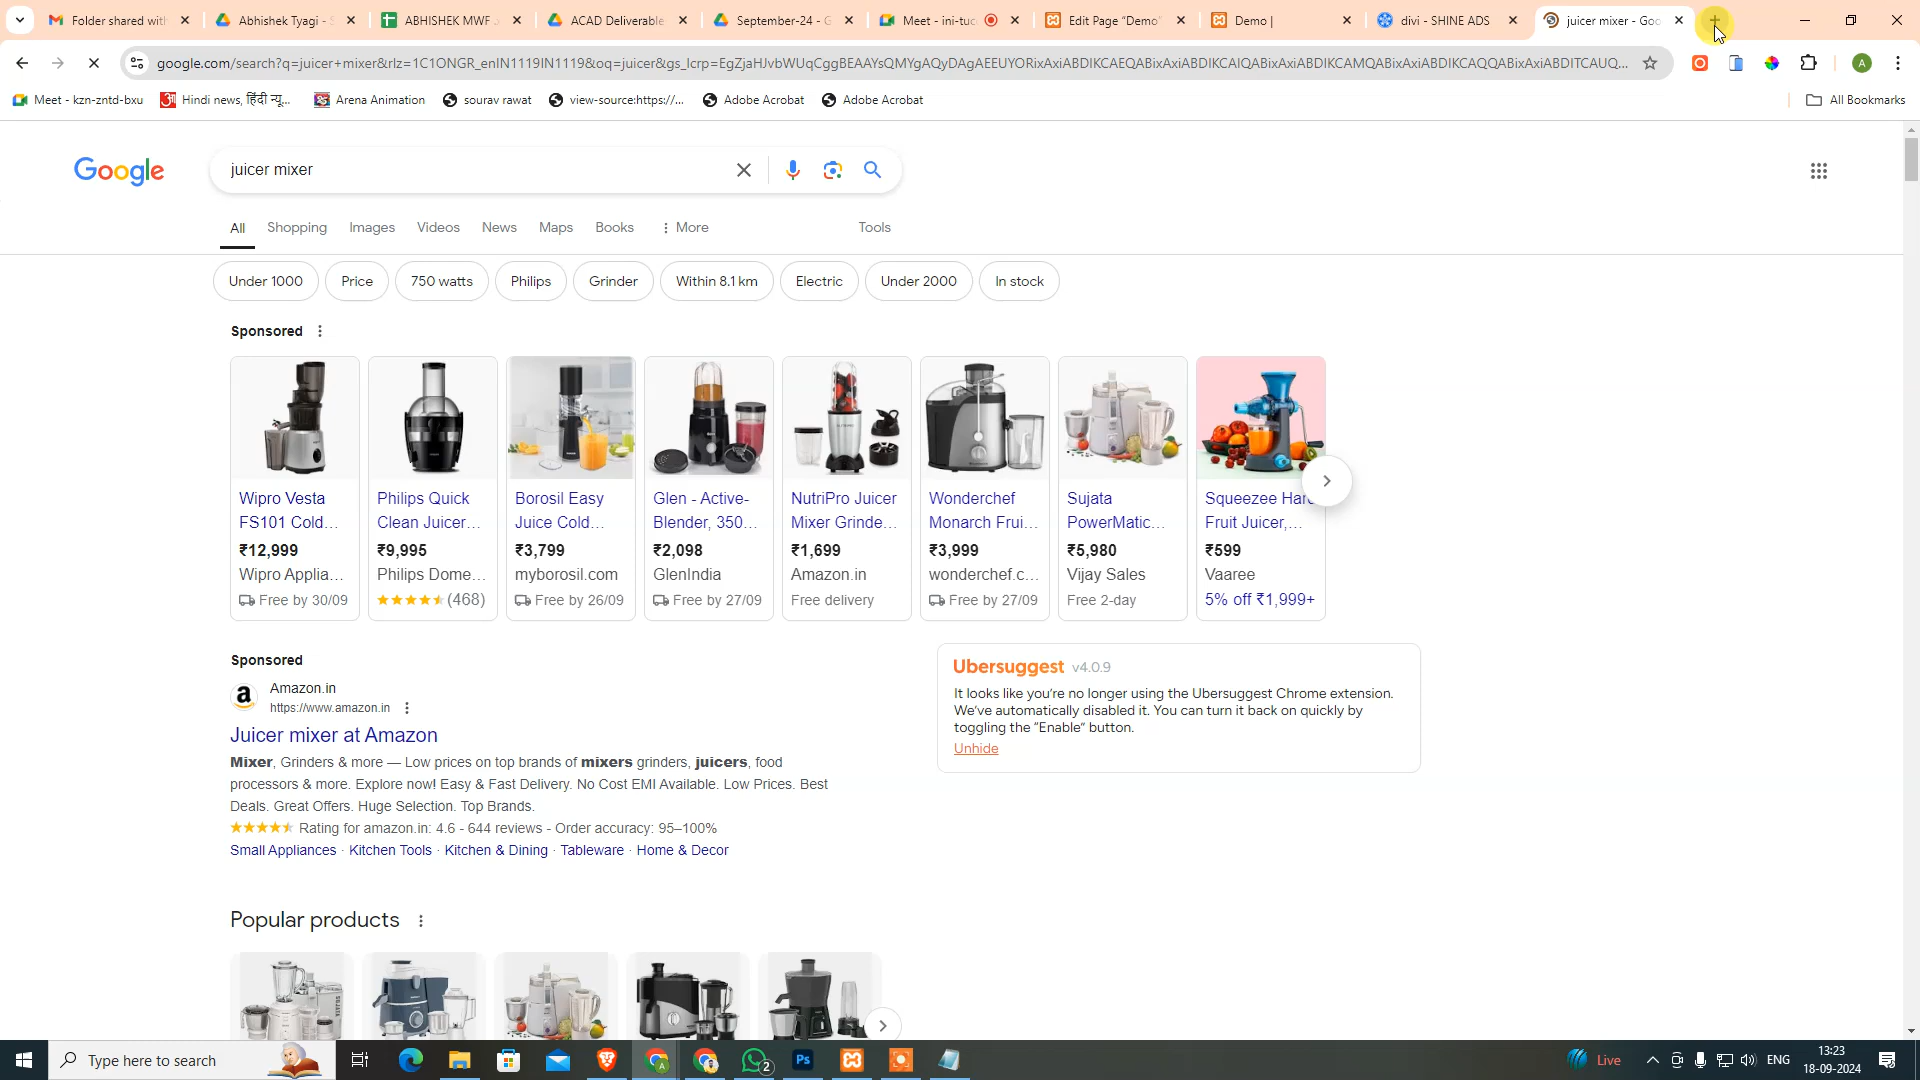 Folder shared with
Abhishek Tyagi -
ABHISHEK MWF
ACAD Deliverable
September-24 - G
Meet - ini-tuc
Edit Page “Demo”
Demo |
divi - SHINE ADS
juicer mixer - Goo
google.com/search?q=juicer+mixer&rlz=1C1ONGR_enIN1119IN1119&oq=juicer&gs_lcrp=EgZjaHJvbWUqCggBEAAYsQMYgAQyDAgAEEUYORixAxiABDIKCAEQABixAxiABDIKCAIQABixAxiABDIKCAMQABixAxiABDIKCAQQABixAxiABDITCAUQ...
A
Meet - kzn-zntd-bxu
Hindi news, हिंदी न्यू...
Arena Animation
sourav rawat
view-source:https://...
Adobe Acrobat
Adobe Acrobat
All Bookmarks
Google
juicer mixer
All
Shopping
Images
Videos
News
Maps
Books
More
Tools
Under 1000
Price
750 watts
Philips
Grinder
Within 8.1 km
Electric
Under 2000
In stock
Sponsored
Wipro Vesta
FS101 Cold...
₹12,999
Wipro Applia...
Free by 30/09
Philips Quick
Clean Juicer...
₹9,995
Philips Dome...
(468)
Borosil Easy
Juice Cold...
₹3,799
myborosil.com
Free by 26/09
Glen - Active-
Blender, 350...
₹2,098
GlenIndia
Free by 27/09
NutriPro Juicer
Mixer Grinde...
₹1,699
Amazon.in
Free delivery
Wonderchef
Monarch Frui...
₹3,999
wonderchef.c...
Free by 27/09
Sujata
PowerMatic...
₹5,980
Vijay Sales
Free 2-day
Squeezee Han
Fruit Juicer,...
₹599
Vaaree
5% off ₹1,999+
Sponsored
Amazon.in
https://www.amazon.in
Juicer mixer at Amazon
Mixer, Grinders & more — Low prices on top brands of mixers grinders, juicers, food
processors & more. Explore now! Easy & Fast Delivery. No Cost EMI Available. Low Prices. Best
Deals. Great Offers. Huge Selection. Top Brands.
Rating for amazon.in: 4.6 - 644 reviews - Order accuracy: 95–100%
Small Appliances · Kitchen Tools · Kitchen & Dining · Tableware · Home & Decor
Ubersuggest v4.0.9
It looks like you're no longer using the Ubersuggest Chrome extension.
We've automatically disabled it. You can turn it back on quickly by
toggling the “Enable” button.
Unhide
Popular products
Type here to search
2
Live
ENG
13:23
18-09-2024